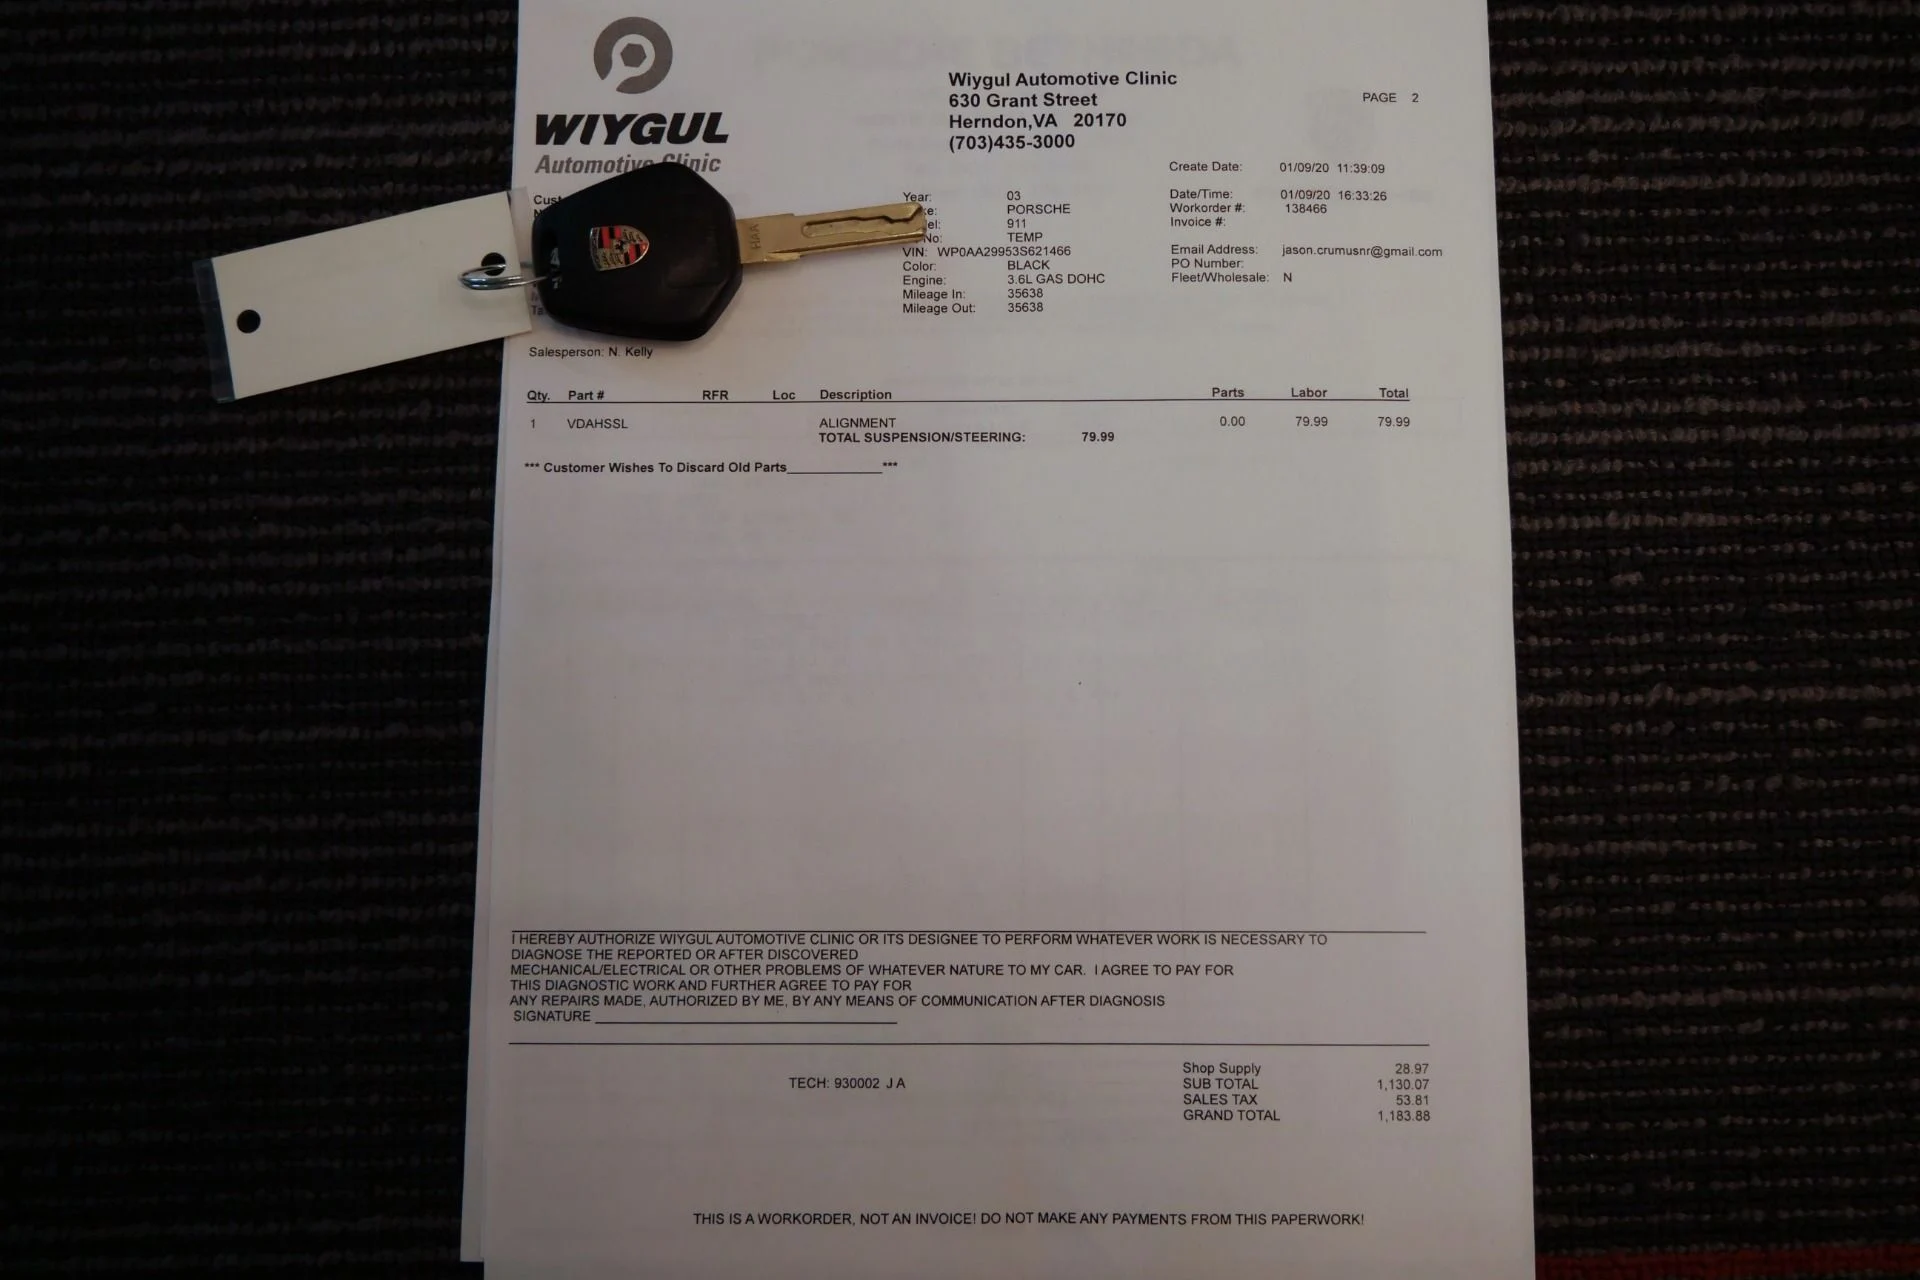 WIYGUL
Automotive Clinic
Wiygul Automotive Clinic
630 Grant Street
Herndon,VA 20170
(703)435-3000
PAGE 2
Create Date: 01/09/20 11:39:09
Date/Time: 01/09/20 16:33:26
Workorder #: 138466
Invoice #:
Email Address: jason.crumusnr@gmail.com
PO Number:
Fleet/Wholesale: N
Year: 03
PORSCHE
911
No: TEMP
VIN: WP0AA29953S621466
Color: BLACK
Engine: 3.6L GAS DOHC
Mileage In: 35638
Mileage Out: 35638
HAA
Salesperson: N. Kelly
Qty. Part # RFR Loc Description Parts Labor Total
1 VDAHSSL ALIGNMENT 0.00 79.99 79.99
TOTAL SUSPENSION/STEERING: 79.99
*** Customer Wishes To Discard Old Parts____________***
I HEREBY AUTHORIZE WIYGUL AUTOMOTIVE CLINIC OR ITS DESIGNEE TO PERFORM WHATEVER WORK IS NECESSARY TO
DIAGNOSE THE REPORTED OR AFTER DISCOVERED
MECHANICAL/ELECTRICAL OR OTHER PROBLEMS OF WHATEVER NATURE TO MY CAR. I AGREE TO PAY FOR
THIS DIAGNOSTIC WORK AND FURTHER AGREE TO PAY FOR
ANY REPAIRS MADE, AUTHORIZED BY ME, BY ANY MEANS OF COMMUNICATION AFTER DIAGNOSIS
SIGNATURE
TECH: 930002 J A
Shop Supply 28.97
SUB TOTAL 1,130.07
SALES TAX 53.81
GRAND TOTAL 1,183.88
THIS IS A WORKORDER, NOT AN INVOICE! DO NOT MAKE ANY PAYMENTS FROM THIS PAPERWORK!